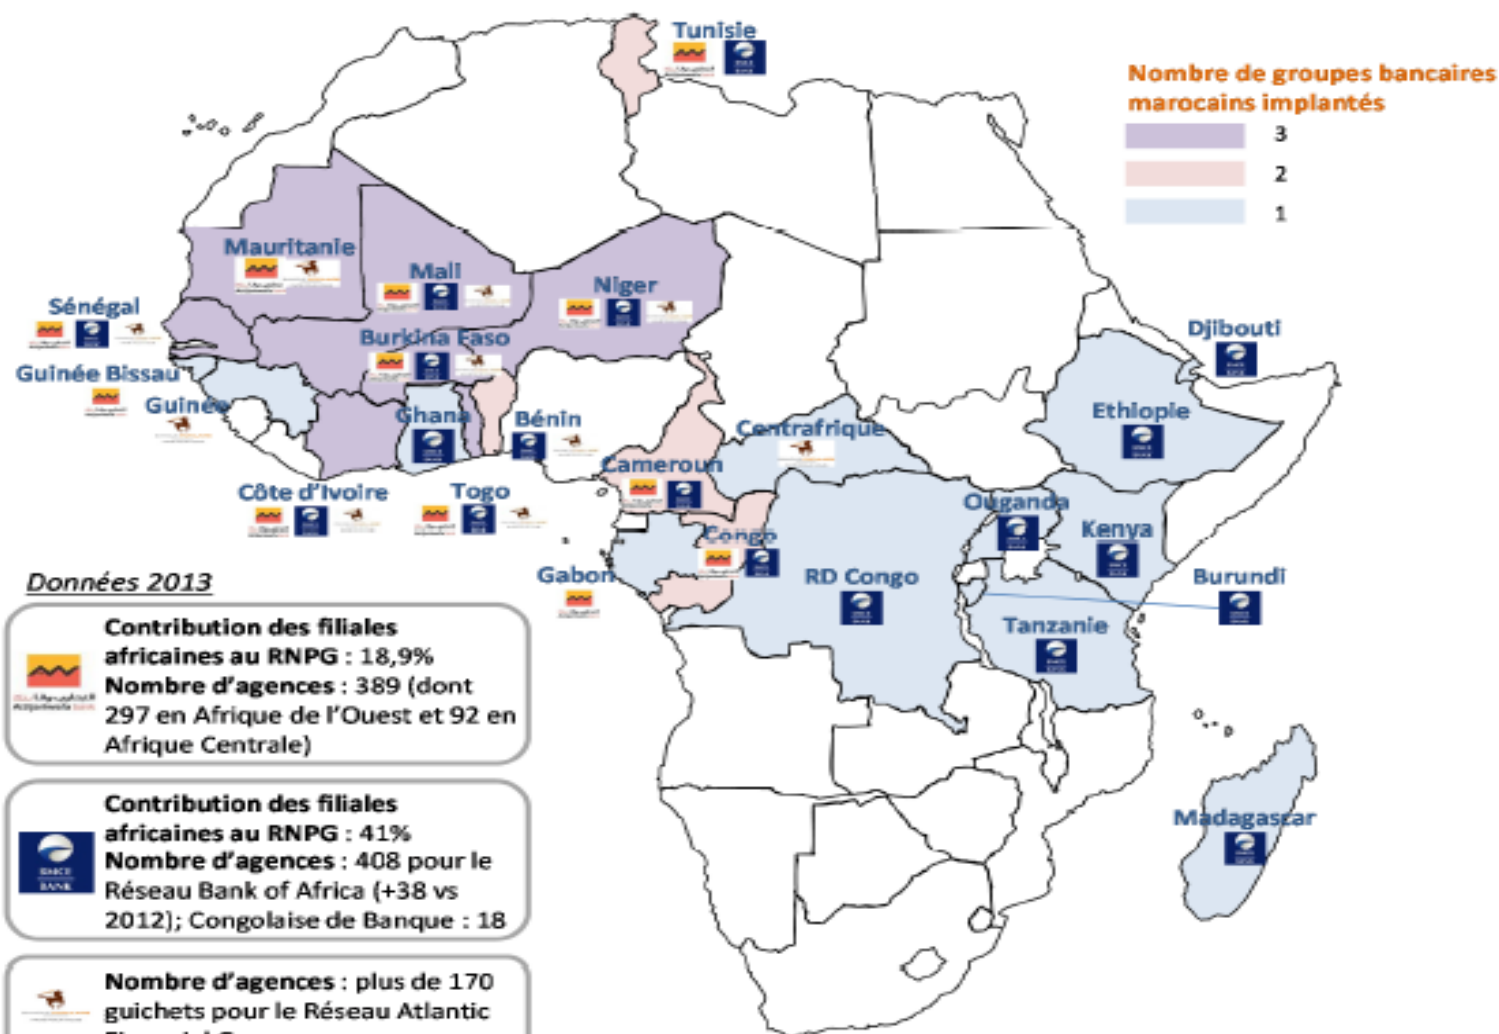 Tunisie
Nombre de groupes bancaires
marocains implantés
3
2
1
Mauritanie
Mali
Niger
Sénégal
Burkina Faso
Djibouti
Guinée Bissau
Guinée
Ghana
Bénin
Ethiopie
Centrafrique
Cameroun
Côte d'Ivoire
Togo
Ouganda
Kenya
Congo
Gabon
RD Congo
Burundi
Tanzanie
Madagascar
Données 2013
Contribution des filiales
africaines au RNPG : 18,9%
Nombre d'agences : 389 (dont
297 en Afrique de l'Ouest et 92 en
Afrique Centrale)
Attijariwafa bank
Contribution des filiales
africaines au RNPG : 41%
Nombre d'agences : 408 pour le
Réseau Bank of Africa (+38 vs
2012); Congolaise de Banque : 18
BMCE
BANK
Nombre d'agences : plus de 170
guichets pour le Réseau Atlantic